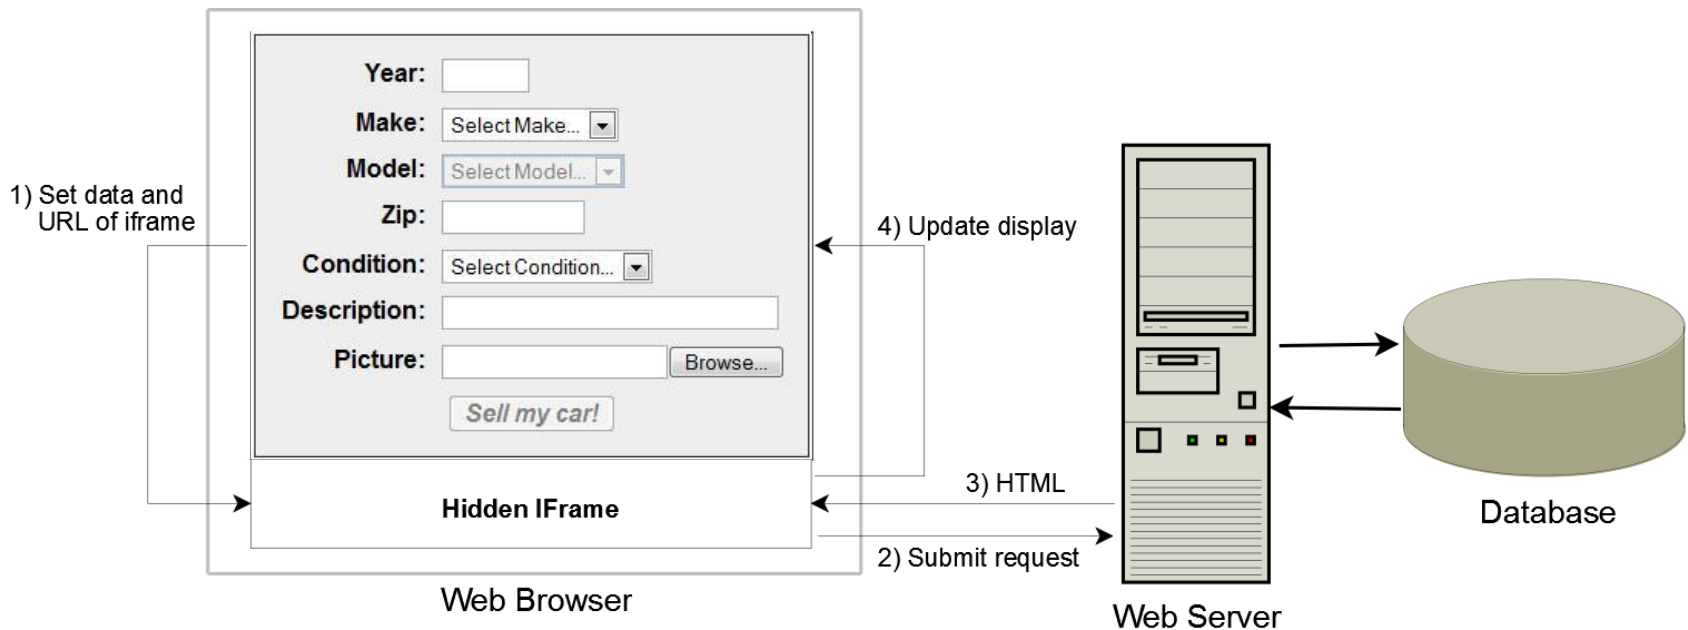 Year:
Make: Select Make...
Model: Select Model...
1) Set data and
URL of iframe
Zip:
4) Update display
Condition: Select Condition...
Description:
Picture: Browse...
Sell my car!
3) HTML
Hidden IFrame
Database
2) Submit request
Web Browser
Web Server